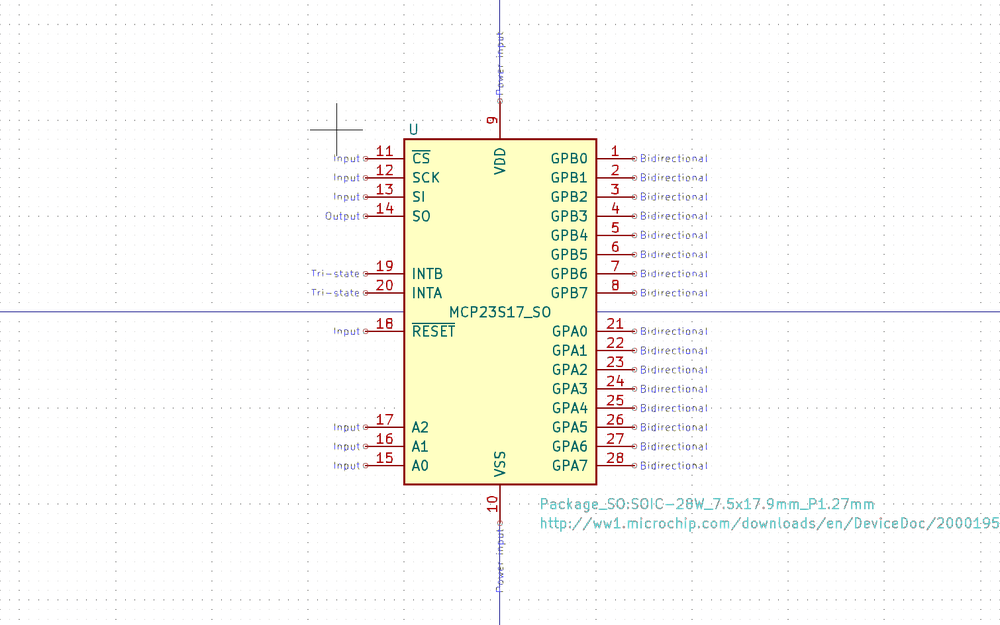 Power input
9
U
VDD
Input 11 CS GPB0 1 Bidirectional
Input 12 SCK GPB1 2 Bidirectional
Input 13 SI GPB2 3 Bidirectional
Output 14 SO GPB3 4 Bidirectional
GPB4 5 Bidirectional
GPB5 6 Bidirectional
Tri-state 19 INTB GPB6 7 Bidirectional
Tri-state 20 INTA GPB7 8 Bidirectional
MCP23S17_SO
Input 18 RESET GPA0 21 Bidirectional
GPA1 22 Bidirectional
GPA2 23 Bidirectional
GPA3 24 Bidirectional
GPA4 25 Bidirectional
Input 17 A2 GPA5 26 Bidirectional
Input 16 A1 GPA6 27 Bidirectional
Input 15 A0 GPA7 28 Bidirectional
VSS
10
Package_SO:SOIC-28W_7.5x17.9mm_P1.27mm
http://ww1.microchip.com/downloads/en/DeviceDoc/2000195
Power input